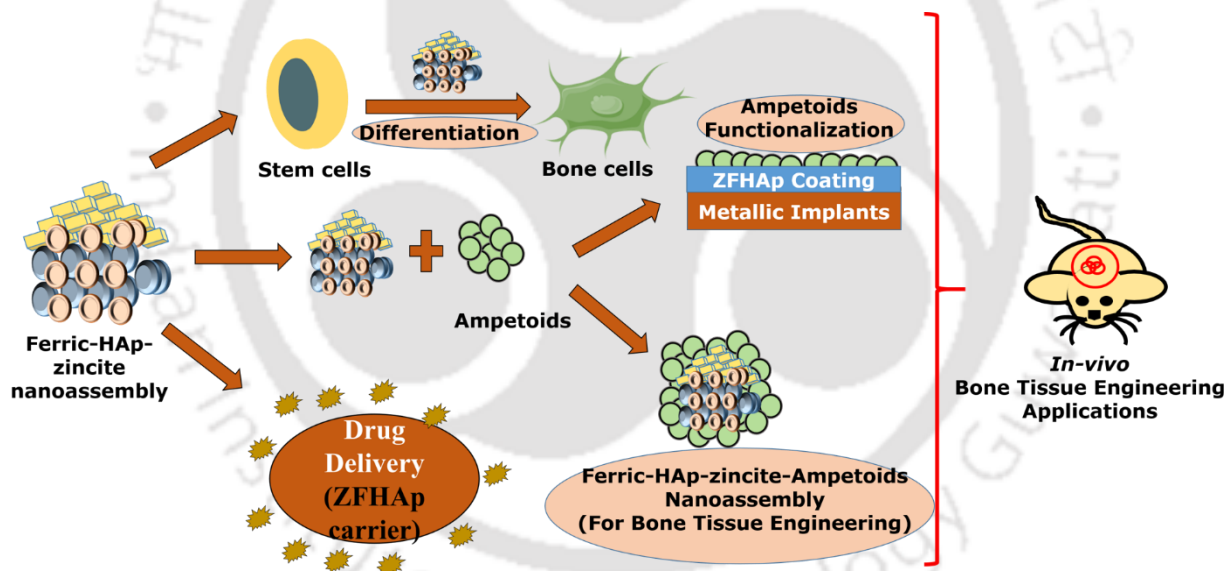 Stem cells
Differentiation
Bone cells
Ampetoids
Functionalization
ZFHAp Coating
Metallic Implants
Ferric-HAp-
zincite
nanoassembly
Ampetoids
In-vivo
Bone Tissue Engineering
Applications
Drug
Delivery
(ZFHAp
carrier)
Ferric-HAp-zincite-Ampetoids
Nanoassembly
(For Bone Tissue Engineering)